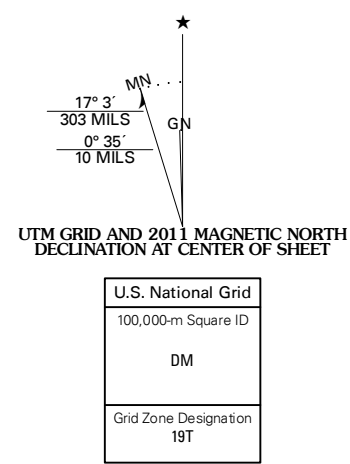 ★
MN
17° 3´
303 MILS
GN
0° 35´
10 MILS
UTM GRID AND 2011 MAGNETIC NORTH
DECLINATION AT CENTER OF SHEET
U.S. National Grid
100,000-m Square ID
DM
Grid Zone Designation
19T